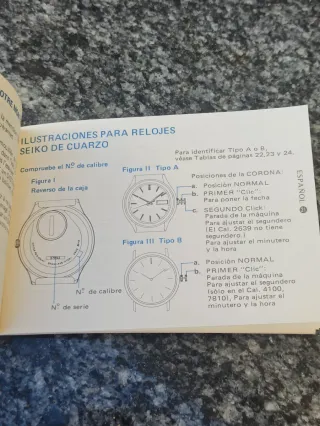 ILUSTRACIONES PARA RELOJES
SEIKO DE CUARZO
Para identificar Tipo A o B,
véase Tablas de páginas 22,23 y 24.
Compruebe el Nº de calibre
Figura I
Reverso de la caja
Nº de calibre
Nº de serie
Figura II Tipo A
a.
b.
c.
Posiciones de la CORONA:
a. Posición NORMAL
b. PRIMER "Clic":
Para poner la fecha
c. SEGUNDO Click:
Parada de la máquina
Para ajustar el segundero
(El Cal. 2639 no tiene
segundero.)
Para ajustar el minutero
y la hora
Figura III Tipo B
a.
b.
a. Posición NORMAL
b. PRIMER "Clic":
Parada de la máquina
Para ajustar el segundero
(sólo en el Cal. 4100,
7810), Para ajustar el
minutero y la hora
ESPAÑOL